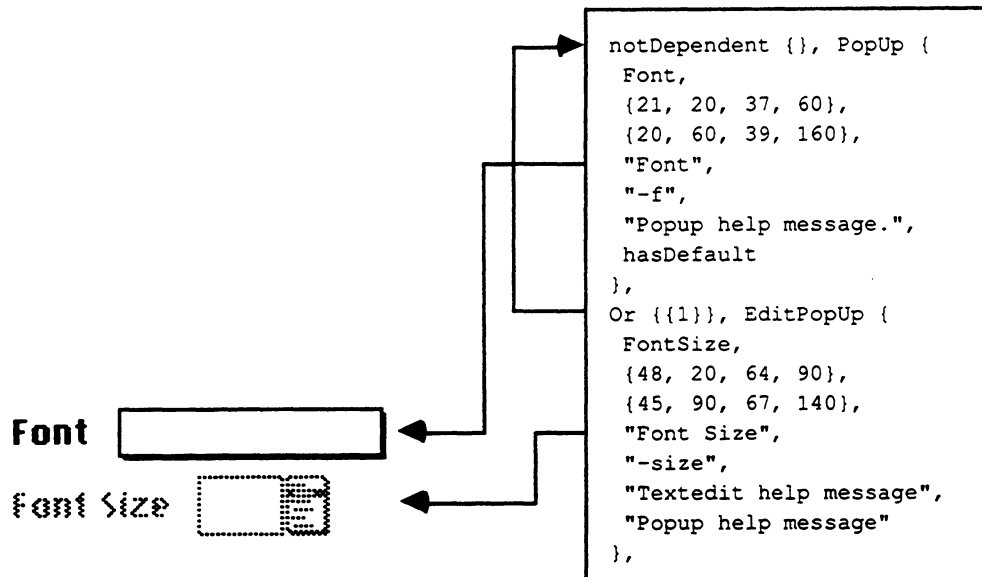 notDependent {}, PopUp {
Font,
{21, 20, 37, 60},
{20, 60, 39, 160},
"Font",
"-f",
"Popup help message.",
hasDefault
},
Or {{1}}, EditPopUp {
FontSize,
{48, 20, 64, 90},
{45, 90, 67, 140},
"Font Size",
"-size",
"Textedit help message",
"Popup help message"
},
Font
Font Size